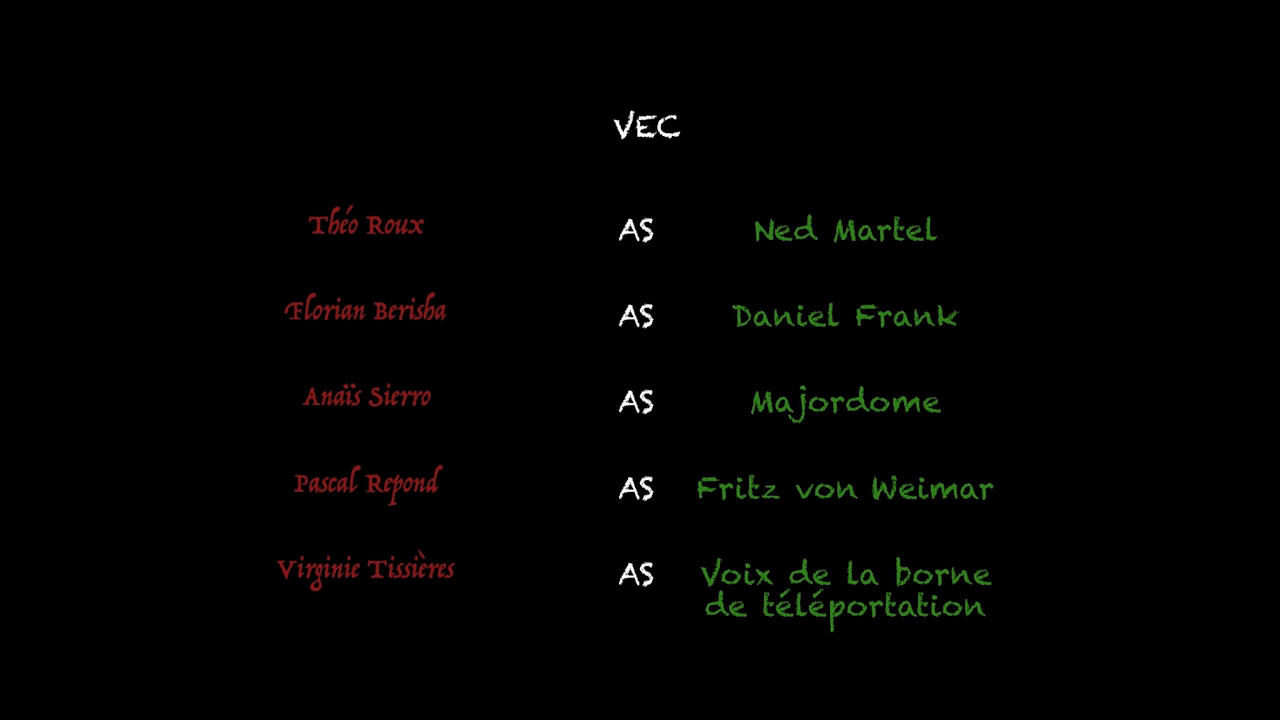 VEC
Théo Roux AS Ned Martel
Florian Berisha AS Daniel Frank
Anaïs Sierro AS Majordome
Pascal Repond AS Fritz von Weimar
Virginie Tissières AS Voix de la borne
de téléportation